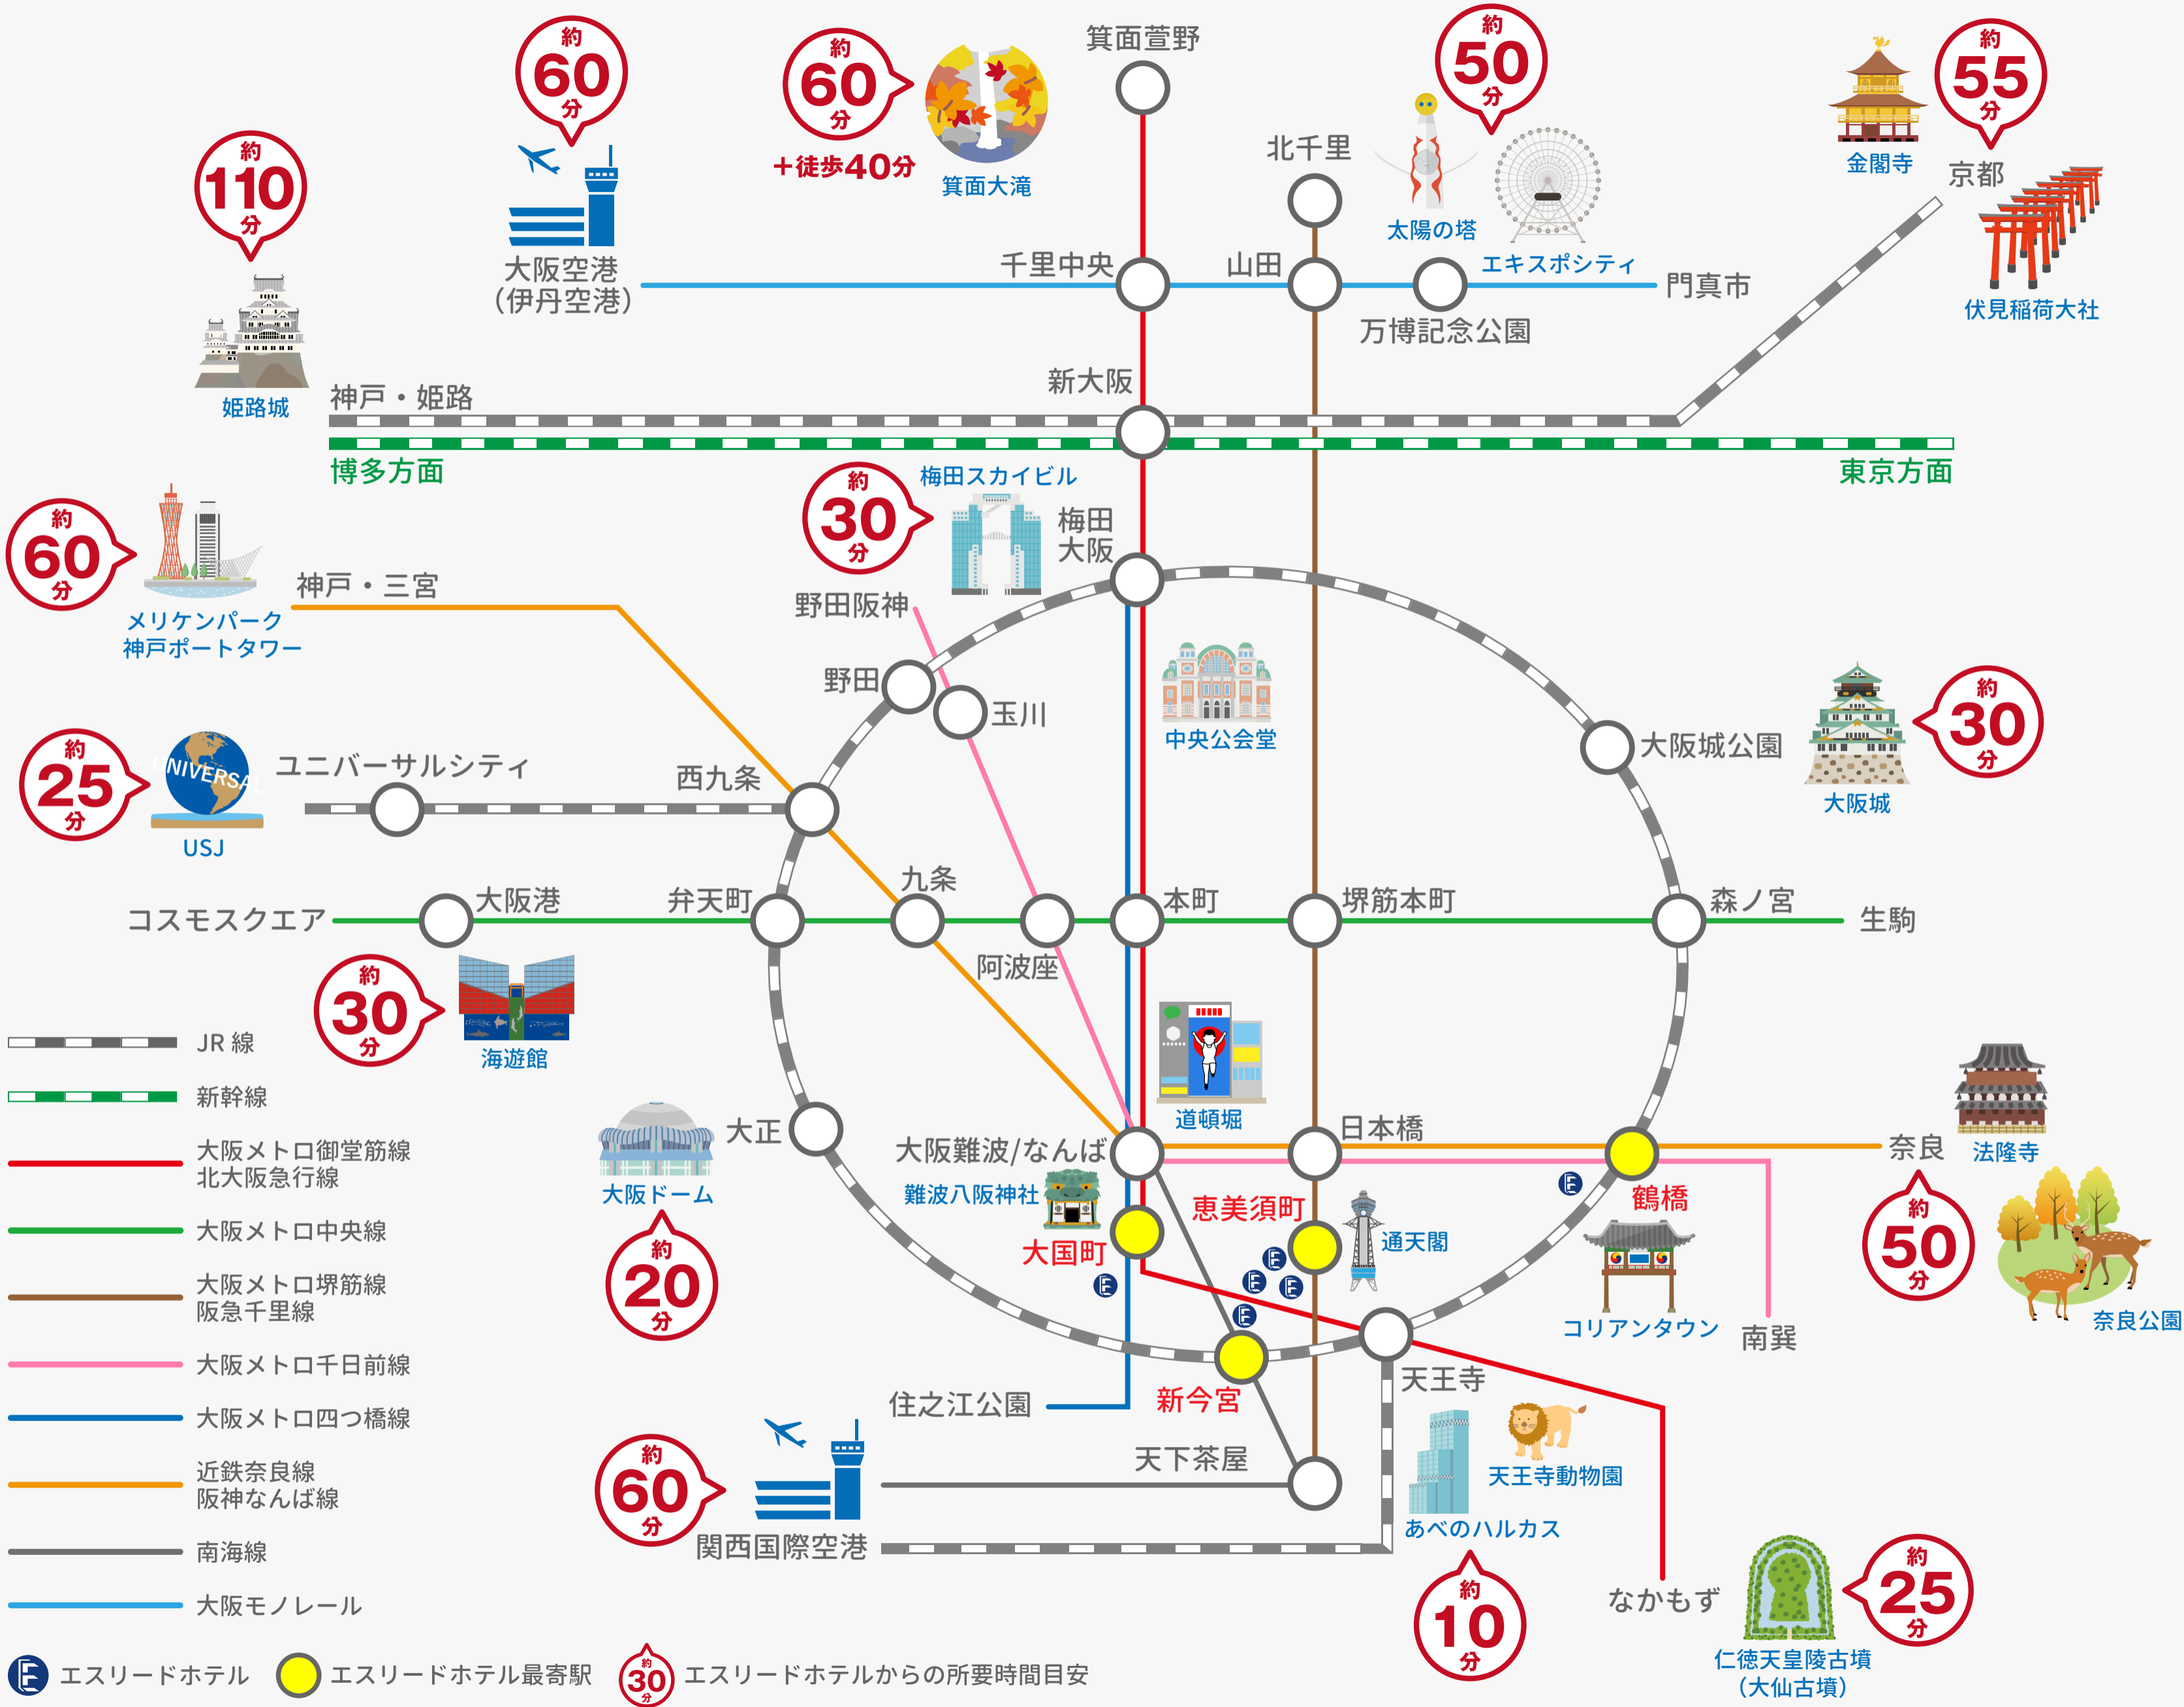 約
110
分
姫路城
約
60
分
大阪空港
(伊丹空港)
約
60
分
+徒歩40分
箕面大滝
箕面萱野
北千里
約
50
分
太陽の塔
エキスポシティ
約
55
分
金閣寺
京都
伏見稲荷大社
千里中央
山田
万博記念公園
門真市
神戸・姫路
新大阪
博多方面
東京方面
約
60
分
メリケンパーク
神戸ポートタワー
神戸・三宮
約
30
分
梅田スカイビル
梅田
大阪
野田阪神
野田
玉川
中央公会堂
大阪城公園
約
30
分
大阪城
約
25
分
UNIVERSAL
USJ
ユニバーサルシティ
西九条
コスモスクエア
大阪港
弁天町
九条
阿波座
本町
堺筋本町
森ノ宮
生駒
約
30
分
海遊館
道頓堀
大正
大阪ドーム
約
20
分
大阪難波/なんば
難波八阪神社
大国町
日本橋
恵美須町
通天閣
鶴橋
コリアンタウン
奈良
法隆寺
約
50
分
奈良公園
南巽
住之江公園
新今宮
天王寺
天下茶屋
約
60
分
関西国際空港
天王寺動物園
あべのハルカス
約
10
分
なかもず
約
25
分
仁徳天皇陵古墳
(大仙古墳)
JR 線
新幹線
大阪メトロ御堂筋線
北大阪急行線
大阪メトロ中央線
大阪メトロ堺筋線
阪急千里線
大阪メトロ千日前線
大阪メトロ四つ橋線
近鉄奈良線
阪神なんば線
南海線
大阪モノレール
エスリードホテル
エスリードホテル最寄駅
約
30
分
エスリードホテルからの所要時間目安